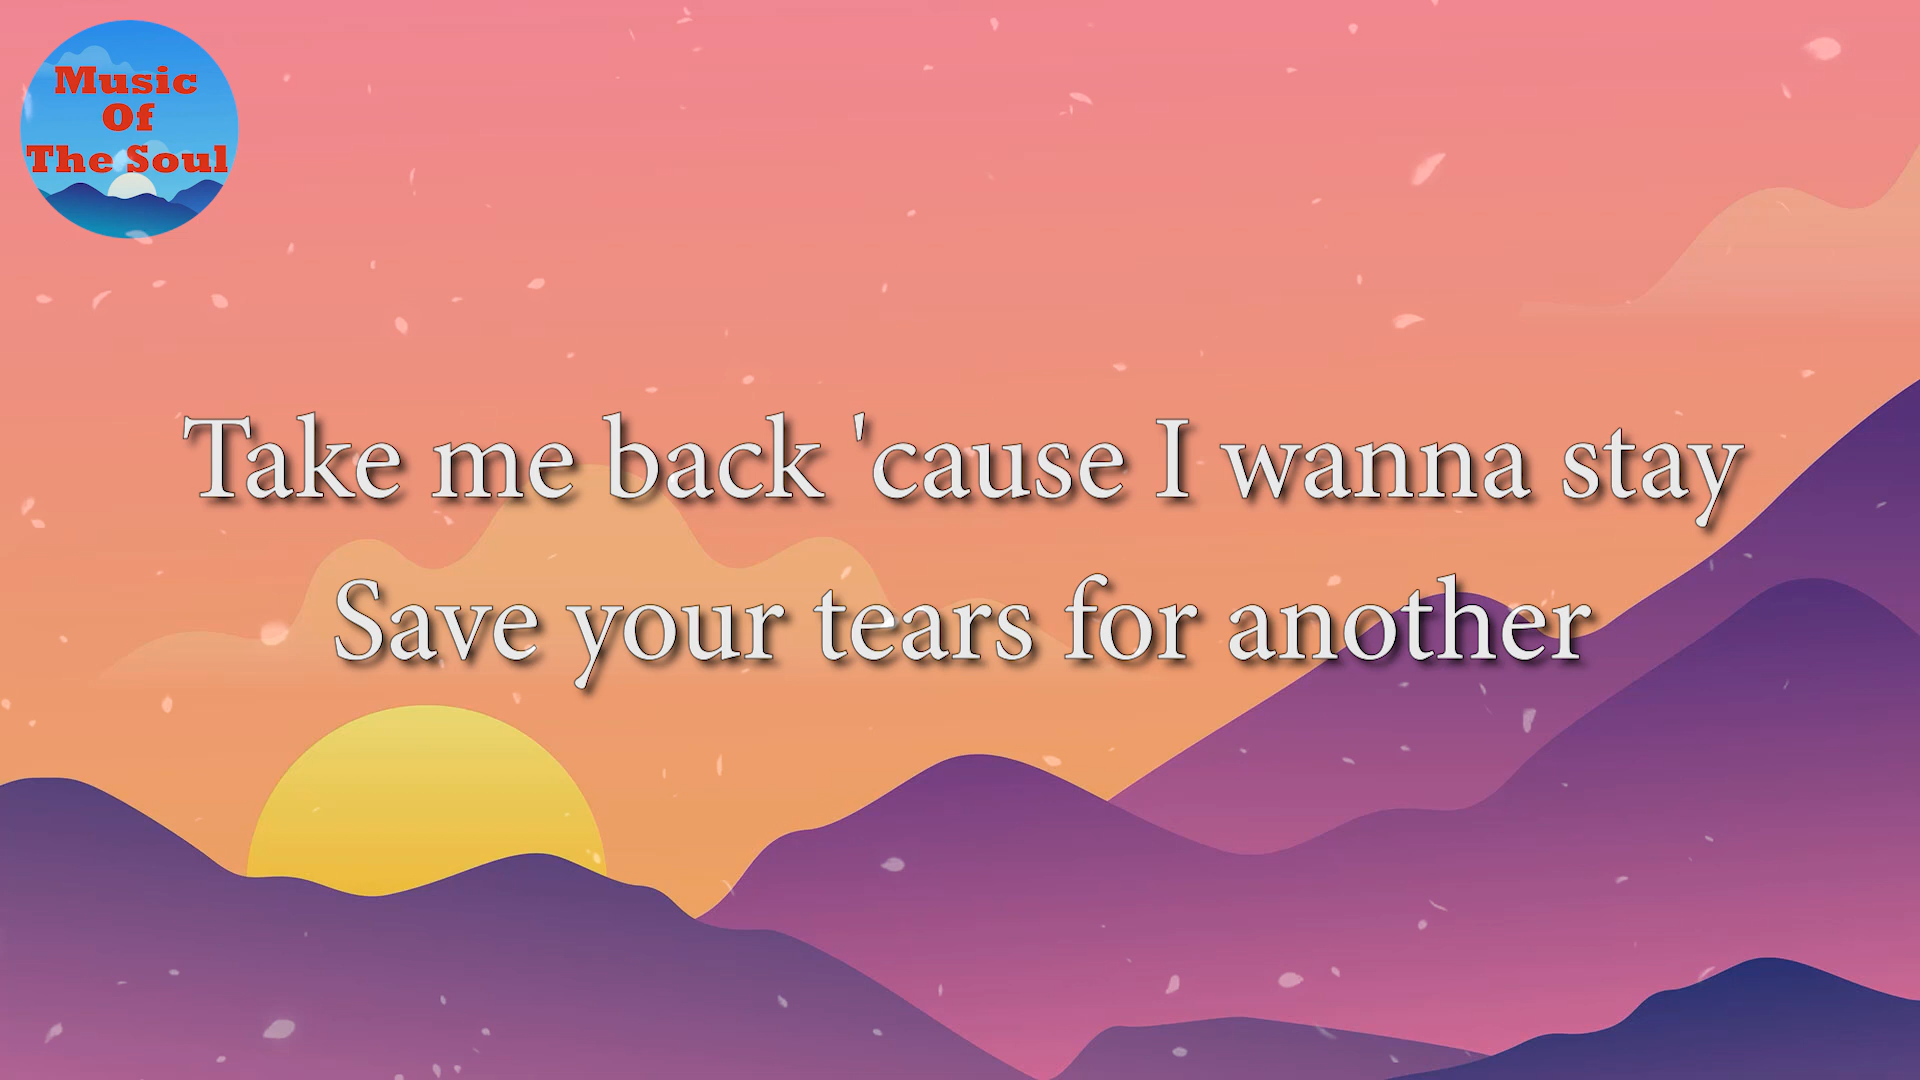 Music
Of
The Soul
Take me back 'cause I wanna stay
Save your tears for another